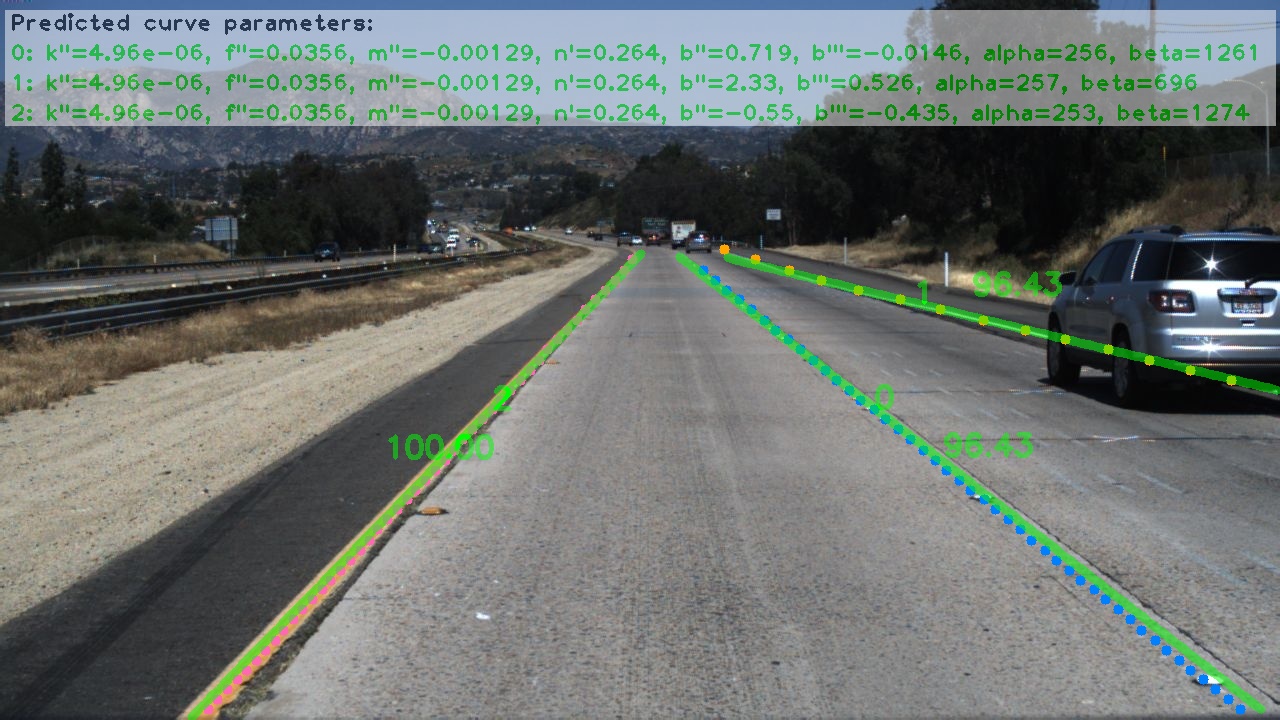 Predicted curve parameters:
0: k''=4.96e-06, f''=0.0356, m''=-0.00129, n'=0.264, b''=0.719, b'''=-0.0146, alpha=256, beta=1261
1: k''=4.96e-06, f''=0.0356, m''=-0.00129, n'=0.264, b''=2.33, b'''=0.526, alpha=257, beta=696
2: k''=4.96e-06, f''=0.0356, m''=-0.00129, n'=0.264, b''=-0.55, b'''=-0.435, alpha=253, beta=1274
1 96.43
2 0
100.00 96.43